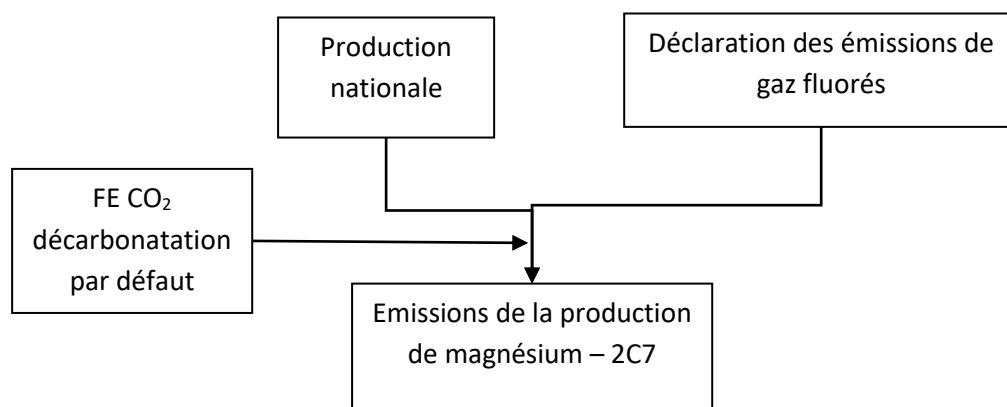 Production
nationale
Déclaration des émissions de
gaz fluorés
FE CO₂
décarbonatation
par défaut
Emissions de la production
de magnésium – 2C7